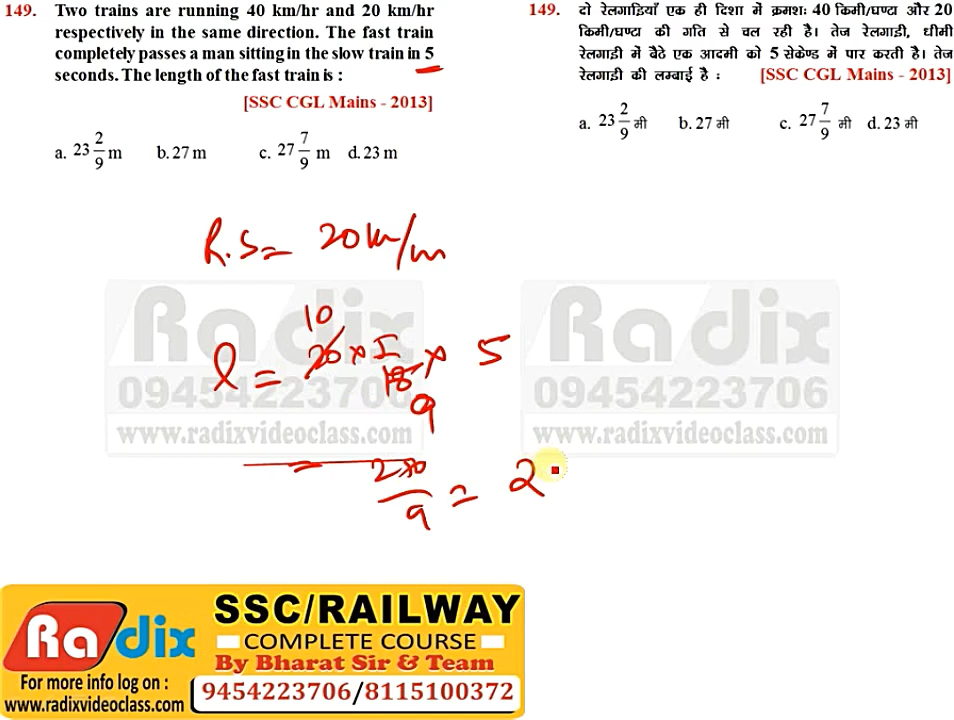 149. Two trains are running 40 km/hr and 20 km/hr
respectively in the same direction. The fast train
completely passes a man sitting in the slow train in 5
seconds. The length of the fast train is :
[SSC CGL Mains - 2013]
a. 23 2/9 m b. 27 m c. 27 7/9 m d. 23 m
149. दो रेलगाड़ियाँ एक ही दिशा में क्रमशः 40 किमी/घण्टा और 20
किमी/घण्टा की गति से चल रही है। तेज रेलगाडी, धीमी
रेलगाडी में बैठे एक आदमी को 5 सेकेण्ड में पार करती है। तेज
रेलगाडी की लम्बाई है : [SSC CGL Mains - 2013]
a. 23 2/9 मी b. 27 मी c. 27 7/9 मी d. 23 मी
R.S = 20 km/m
10
l = 20 × 5/18 × 5
9
= 250/9 = 2
Radix
09454223706
www.radixvideoclass.com
Radix
09454223706
www.radixvideoclass.com
Radix
For more info log on :
www.radixvideoclass.com
SSC/RAILWAY
COMPLETE COURSE
By Bharat Sir & Team
9454223706/8115100372